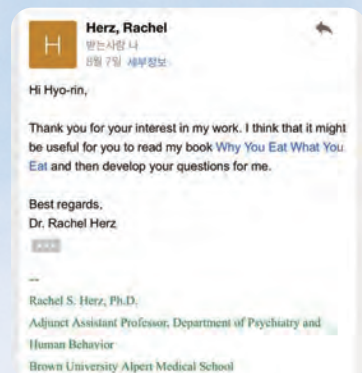 H
Herz, Rachel
받는사람 나
8월 7일 세부정보
Hi Hyo-rin,
Thank you for your interest in my work. I think that it might
be useful for you to read my book Why You Eat What You
Eat and then develop your questions for me.
Best regards,
Dr. Rachel Herz
--
Rachel S. Herz, Ph.D.
Adjunct Assistant Professor, Department of Psychiatry and
Human Behavior
Brown University Alpert Medical School